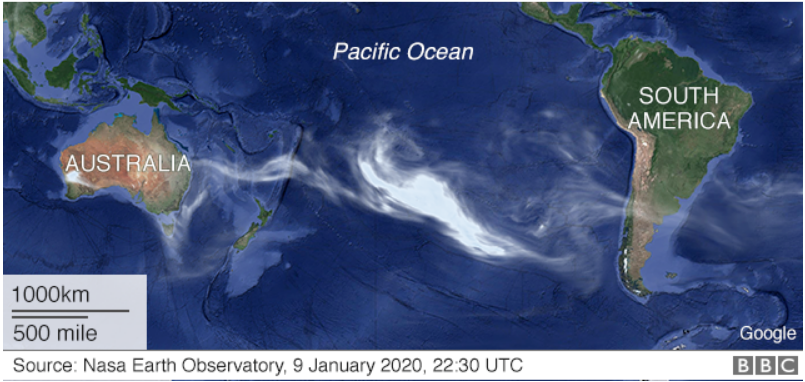 Pacific Ocean
SOUTH
AMERICA
AUSTRALIA
1000km
500 mile
Google
Source: Nasa Earth Observatory, 9 January 2020, 22:30 UTC
BBC